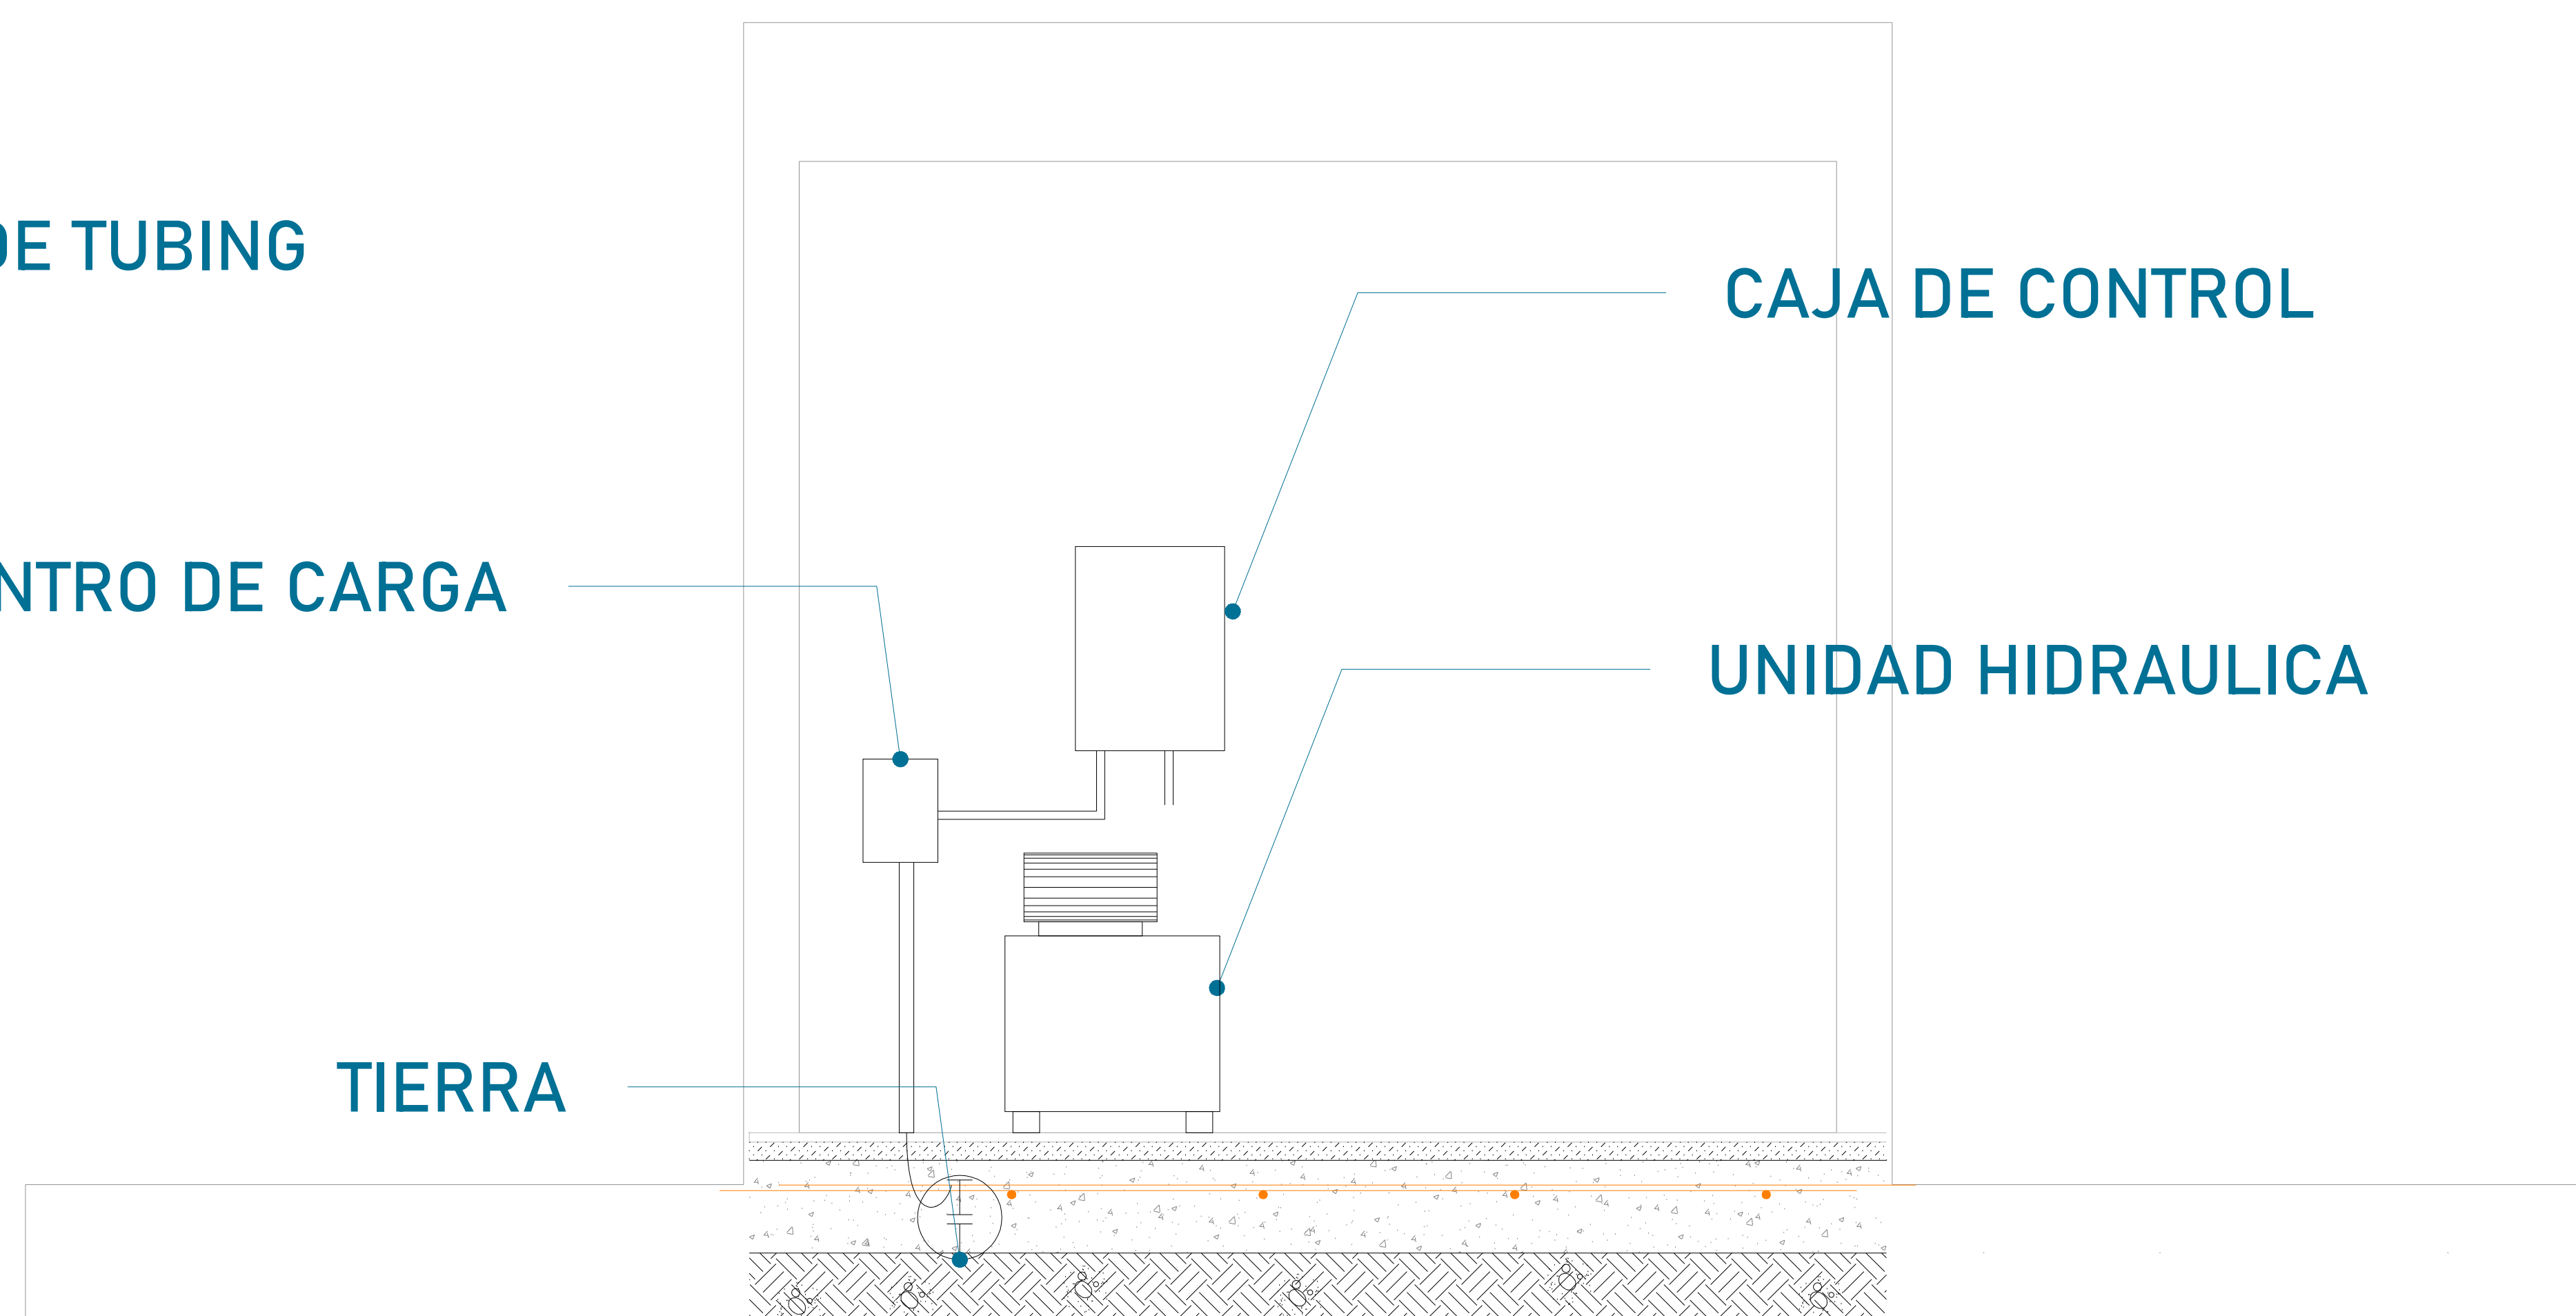 DE TUBING
CAJA DE CONTROL
NTRO DE CARGA
UNIDAD HIDRAULICA
TIERRA